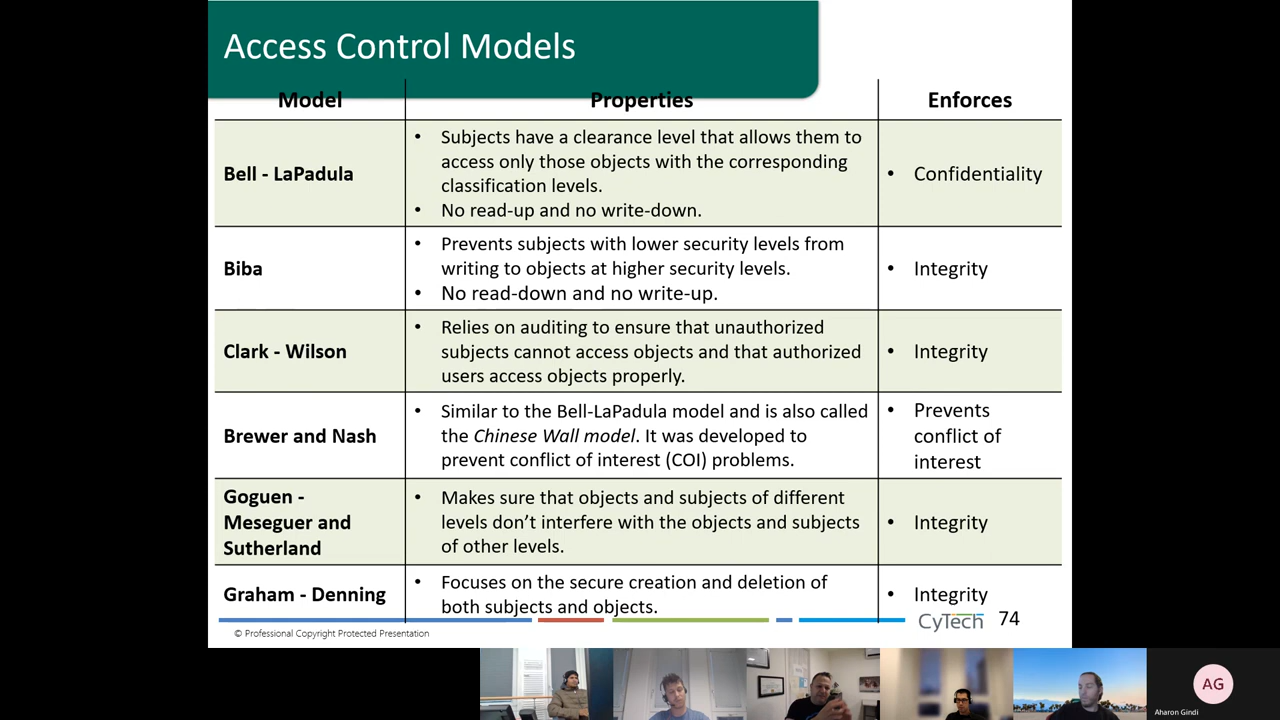 Access Control Models
Model Properties Enforces
Bell - LaPadula
• Subjects have a clearance level that allows them to
access only those objects with the corresponding
classification levels.
• No read-up and no write-down.
• Confidentiality
Biba
• Prevents subjects with lower security levels from
writing to objects at higher security levels.
• No read-down and no write-up.
• Integrity
Clark - Wilson
• Relies on auditing to ensure that unauthorized
subjects cannot access objects and that authorized
users access objects properly.
• Integrity
Brewer and Nash
• Similar to the Bell-LaPadula model and is also called
the Chinese Wall model. It was developed to
prevent conflict of interest (COI) problems.
• Prevents
conflict of
interest
Goguen -
Meseguer and
Sutherland
• Makes sure that objects and subjects of different
levels don’t interfere with the objects and subjects
of other levels.
• Integrity
Graham - Denning
• Focuses on the secure creation and deletion of
both subjects and objects.
• Integrity
CyTech 74
© Professional Copyright Protected Presentation
AG
Aharon Gindi